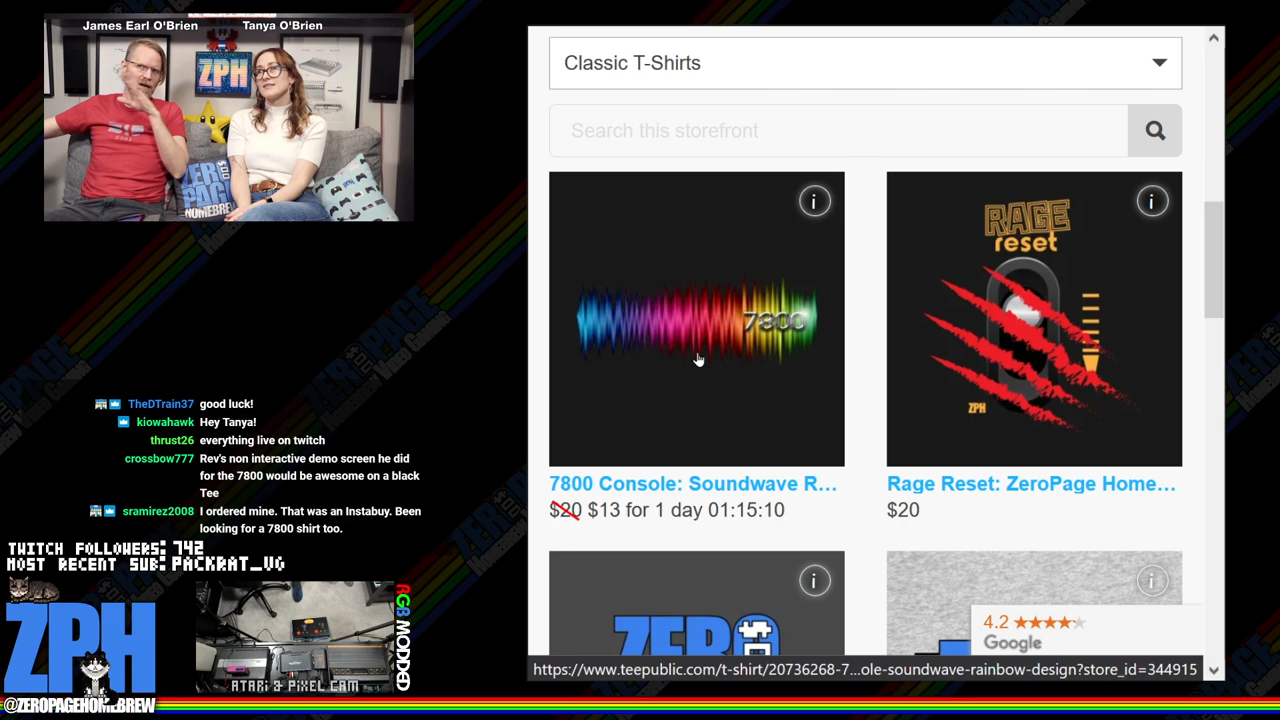 James Earl O'Brien
Tanya O'Brien
ZPH
ZERO
PAGE
HOMEBREW
Classic T-Shirts
Search this storefront
i
7800
i
RAGE
reset
ZPH
7800 Console: Soundwave R...
$20 $13 for 1 day 01:15:10
Rage Reset: ZeroPage Home...
$20
i
ZERO
i
4.2
Google
https://www.teepublic.com/t-shirt/20736268-7...ole-soundwave-rainbow-design?store_id=344915
TheDTrain37 good luck!
kiowahawk Hey Tanya!
thrust26 everything live on twitch
crossbow777 Rev's non interactive demo screen he did
for the 7800 would be awesome on a black
Tee
sramirez2008 I ordered mine. That was an Instabuy. Been
looking for a 7800 shirt too.
TWITCH FOLLOWERS: 742
MOST RECENT SUB: PACKRAT_VG
ZPH
@ZEROPAGEHOMEBREW
ATARI & PIXEL CAM
RGB MODDED